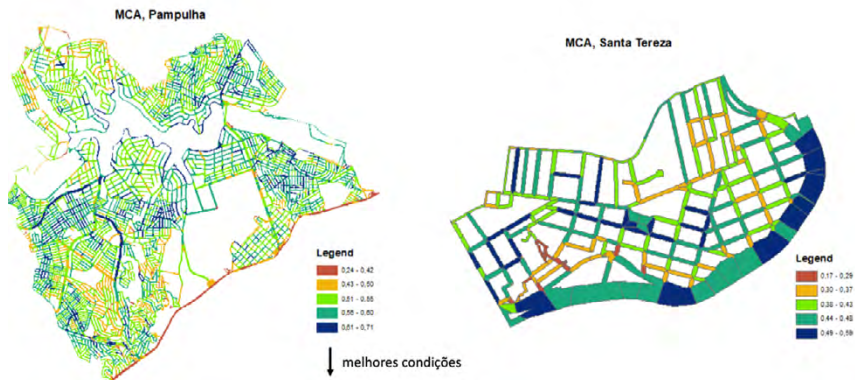 MCA, Pampulha
Legend
0,24 - 0,42
0,43 - 0,50
0,51 - 0,55
0,56 - 0,60
0,61 - 0,71
melhores condições
MCA, Santa Tereza
Legend
0,17 - 0,29
0,30 - 0,37
0,38 - 0,43
0,44 - 0,48
0,49 - 0,59